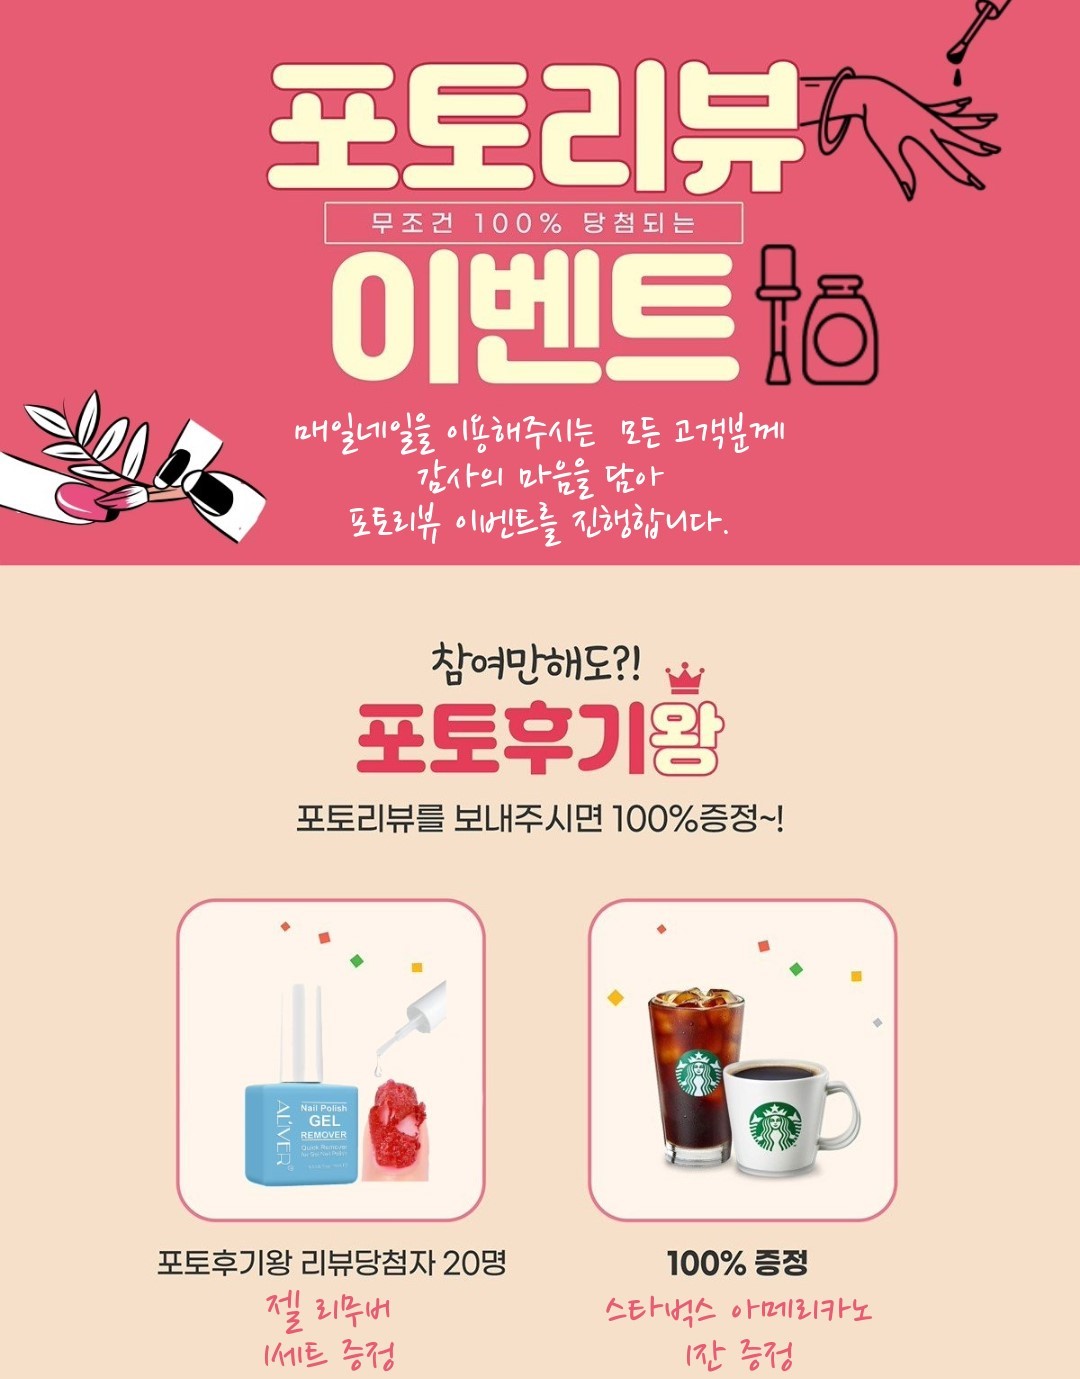 포토리뷰
무조건 100% 당첨되는
이벤트
매일네일을 이용해주시는 모든 고객분께
감사의 마음을 담아
포토리뷰 이벤트를 진행합니다.
참여만해도?!
포토후기왕
포토리뷰를 보내주시면 100%증정~!
ALIVER
Nail Polish
GEL
REMOVER
Quick Remove
포토후기왕 리뷰당첨자 20명
젤 리무버
1세트 증정
100% 증정
스타벅스 아메리카노
1잔 증정